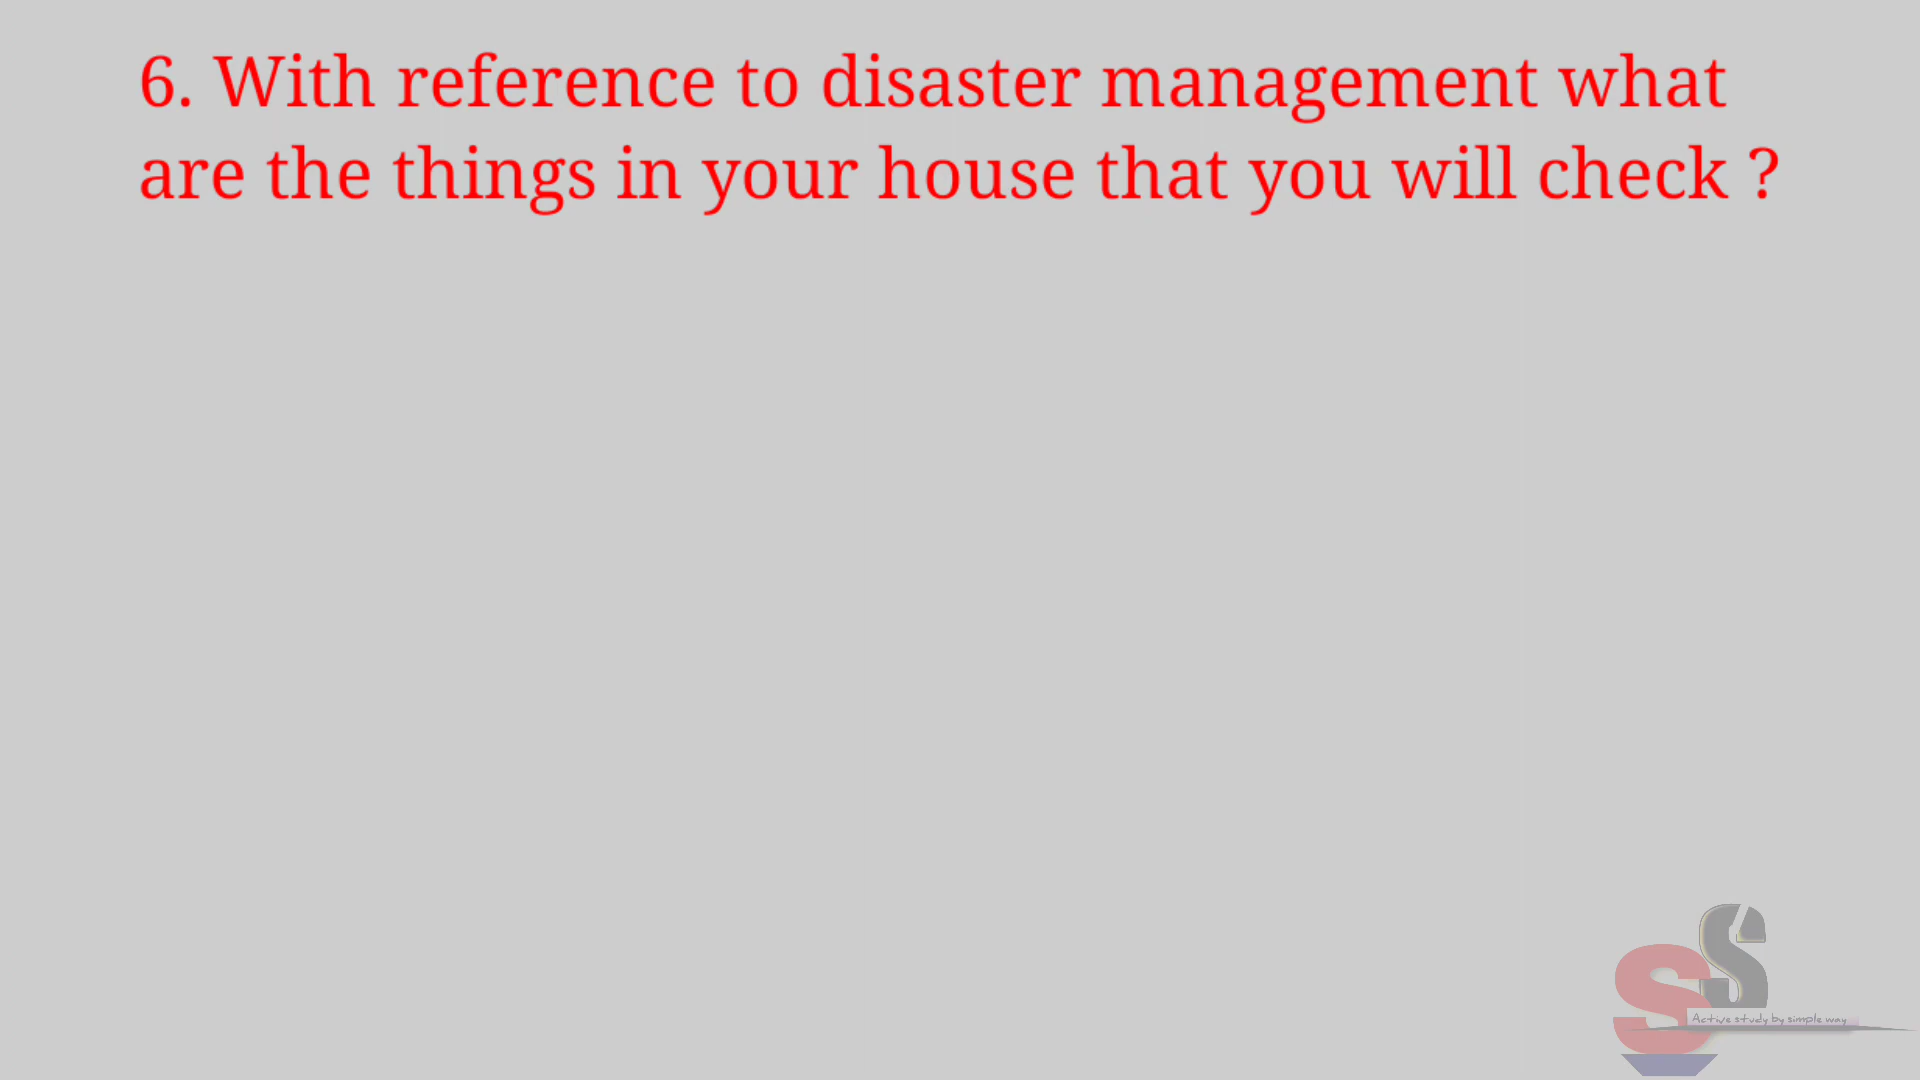 6. With reference to disaster management what
are the things in your house that you will check ?
Active study by simple way